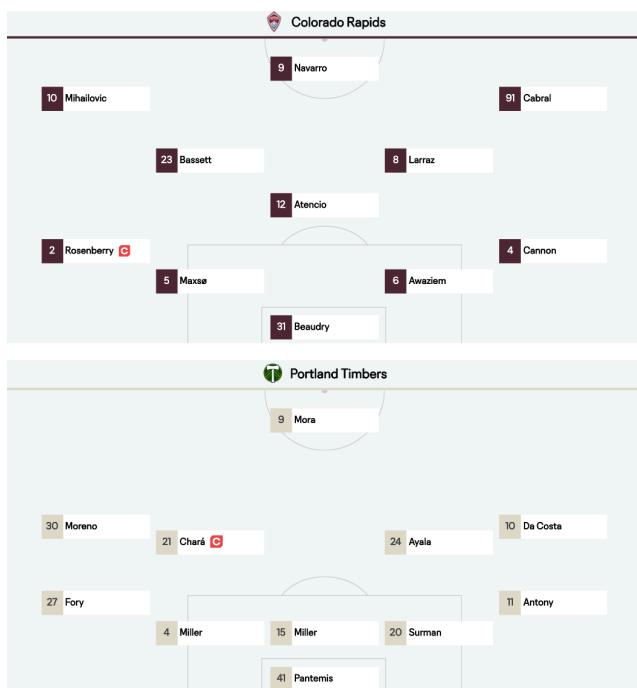 Colorado Rapids
9 Navarro
10 Mihailovic
91 Cabral
23 Bassett
8 Larraz
12 Atencio
2 Rosenberry C
4 Cannon
5 Maxsø
6 Awaziem
31 Beaudry
Portland Timbers
9 Mora
30 Moreno
10 Da Costa
21 Chará C
24 Ayala
27 Fory
11 Antony
4 Miller
15 Miller
20 Surman
41 Pantemis